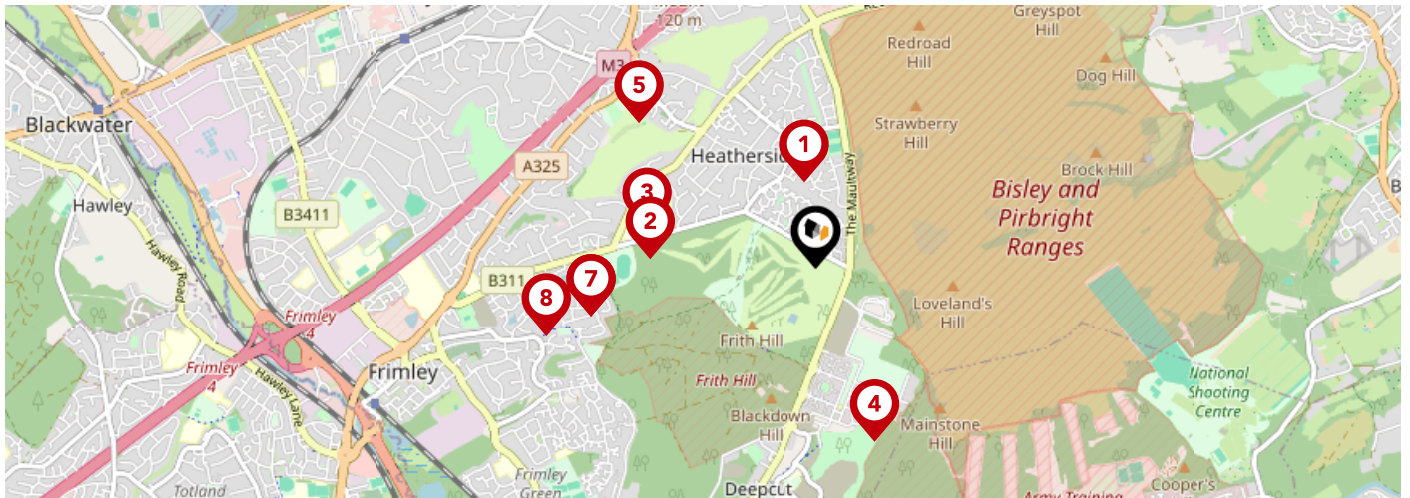 120 m
Greyspot
Hill
Redroad
Hill
M3
Dog Hill
5
Blackwater
Strawberry
Hill
1
A325
Heatherside
Brock Hill
3
Bisley and
Pirbright
Ranges
Hawley
B3411
2
The Maultway
Hawley Road
B311
7
8
Loveland's
Hill
Frimley
4
Frith Hill
Frimley
4
Frimley
Frith Hill
National
Shooting
Centre
Hawley Lane
4
Blackdown
Hill
Mainstone
Hill
Frimley
Green
Cooper's
Totland
Deepcut
Army Training